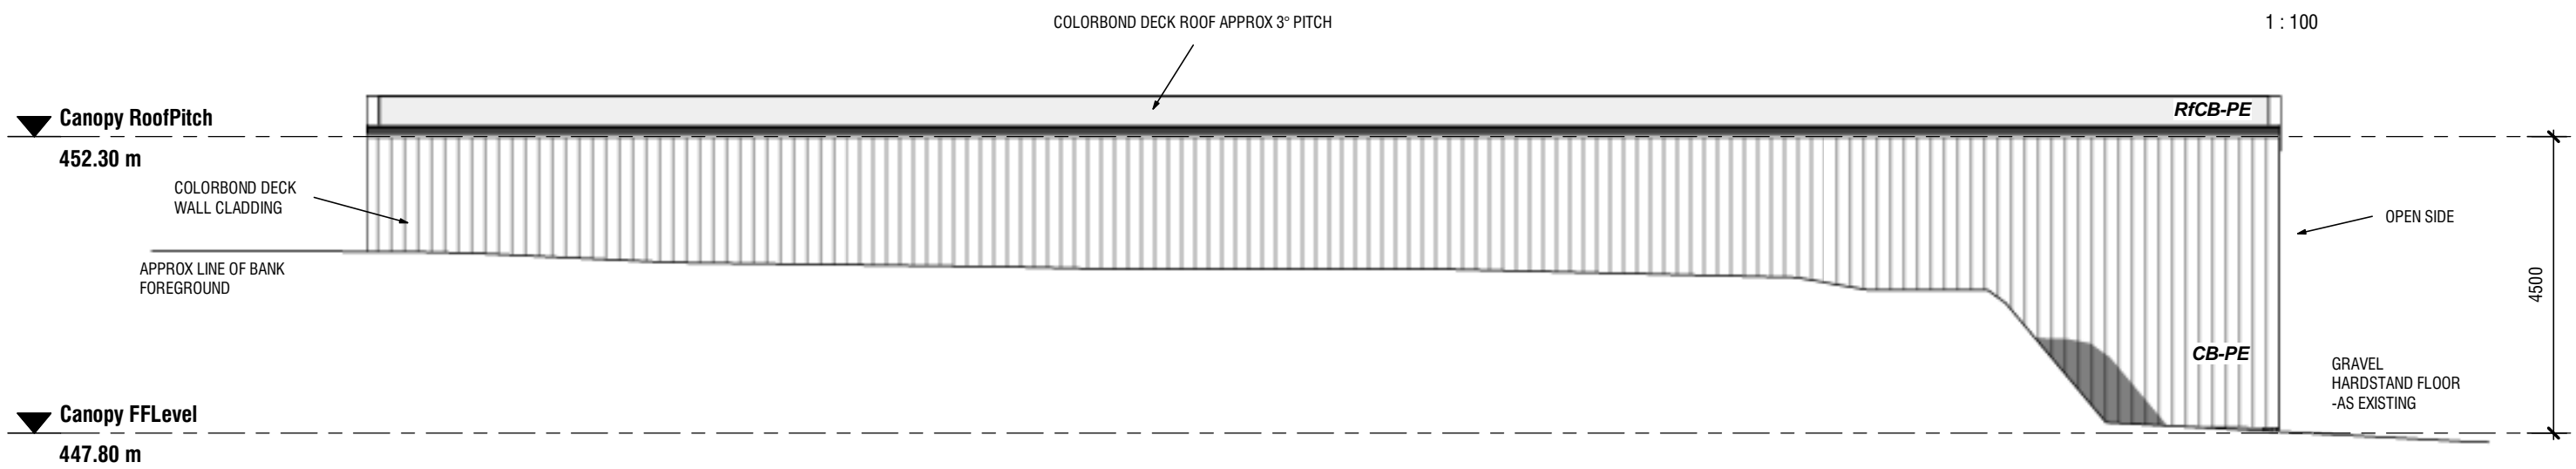 COLORBOND DECK ROOF APPROX 3° PITCH
1 : 100
Canopy RoofPitch
452.30 m
RfCB-PE
COLORBOND DECK
WALL CLADDING
OPEN SIDE
APPROX LINE OF BANK
FOREGROUND
4500
CB-PE
GRAVEL
HARDSTAND FLOOR
-AS EXISTING
Canopy FFLevel
447.80 m